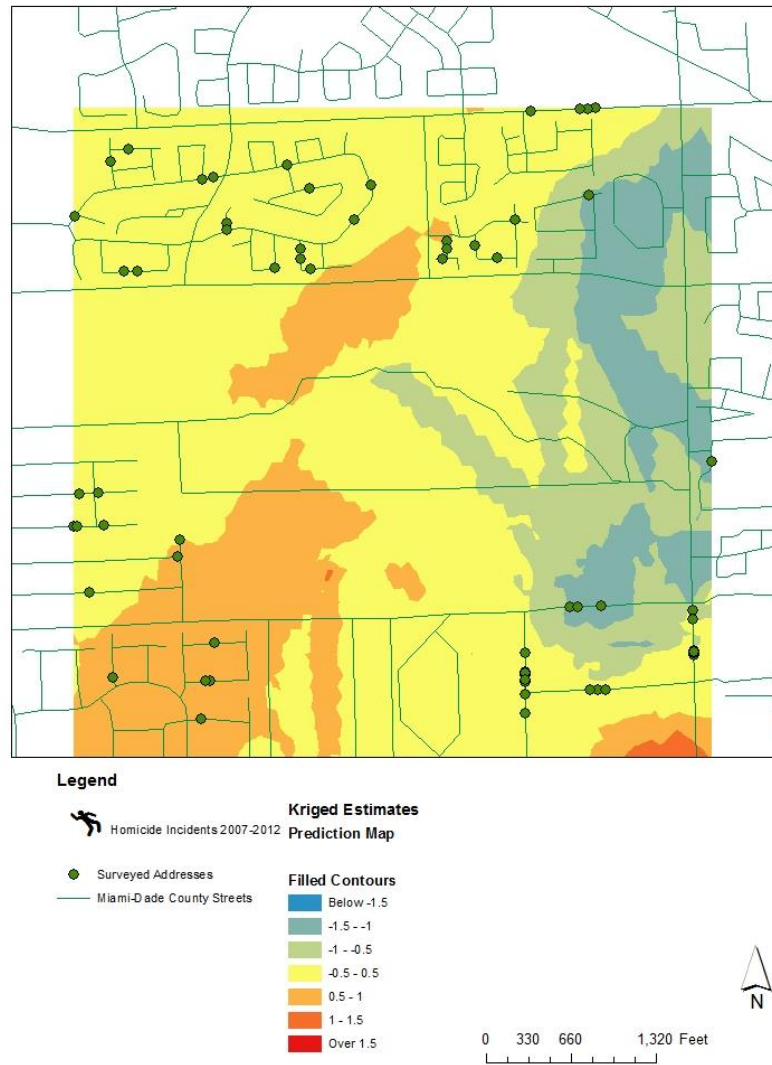 Legend
Homicide Incidents 2007-2012
Surveyed Addresses
Miami-Dade County Streets
Kriged Estimates
Prediction Map
Filled Contours
Below -1.5
-1.5 - -1
-1 - -0.5
-0.5 - 0.5
0.5 - 1
1 - 1.5
Over 1.5
N
0 330 660 1,320 Feet